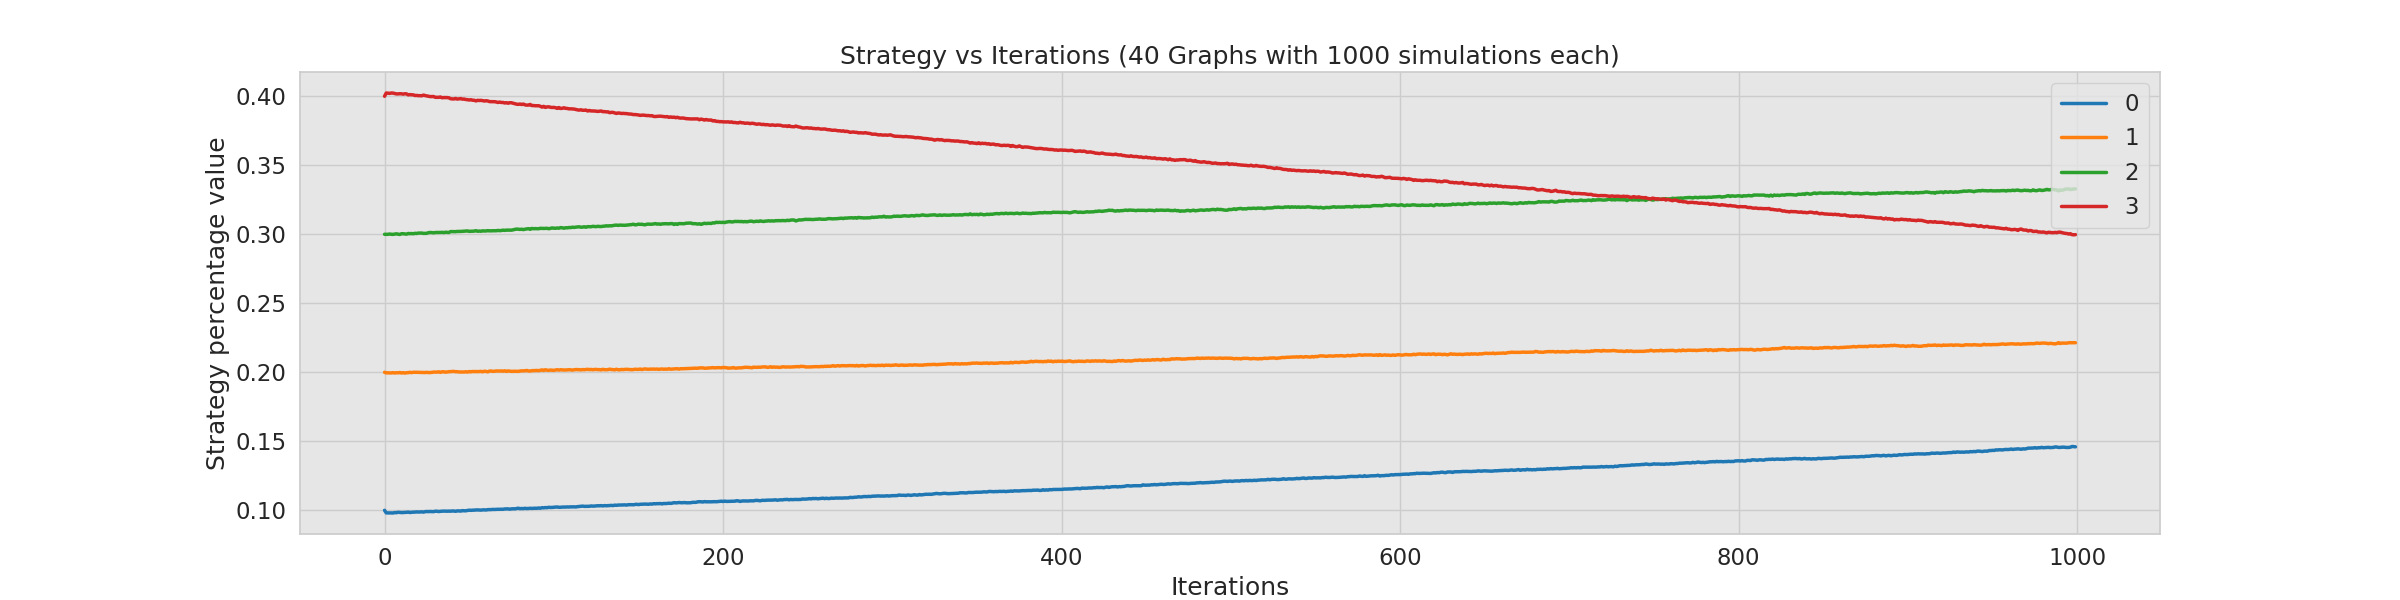 Strategy vs Iterations (40 Graphs with 1000 simulations each)
Strategy percentage value
0.40
0.35
0.30
0.25
0.20
0.15
0.10
0
1
2
3
0 200 400 600 800 1000
Iterations